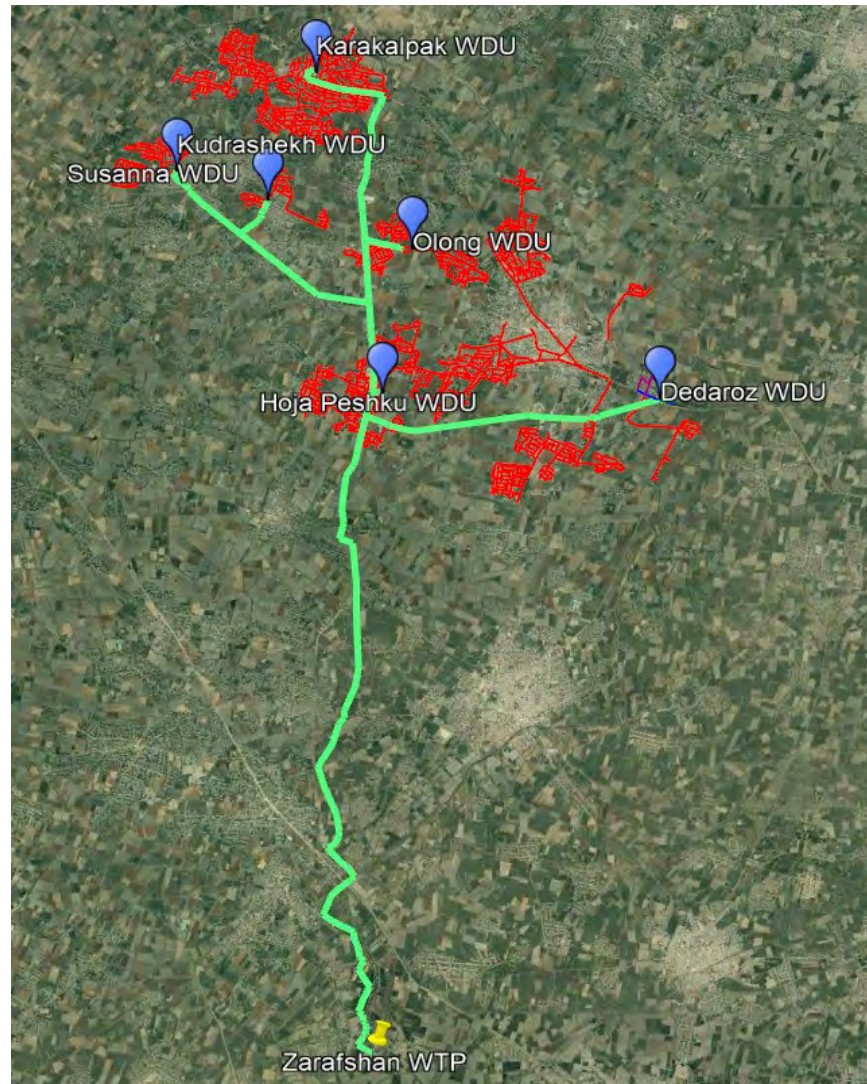 Karakalpak WDU
Kudrashekh WDU
Susanna WDU
Olong WDU
Hoja Peshku WDU
Dedaroz WDU
Zarafshan WTP